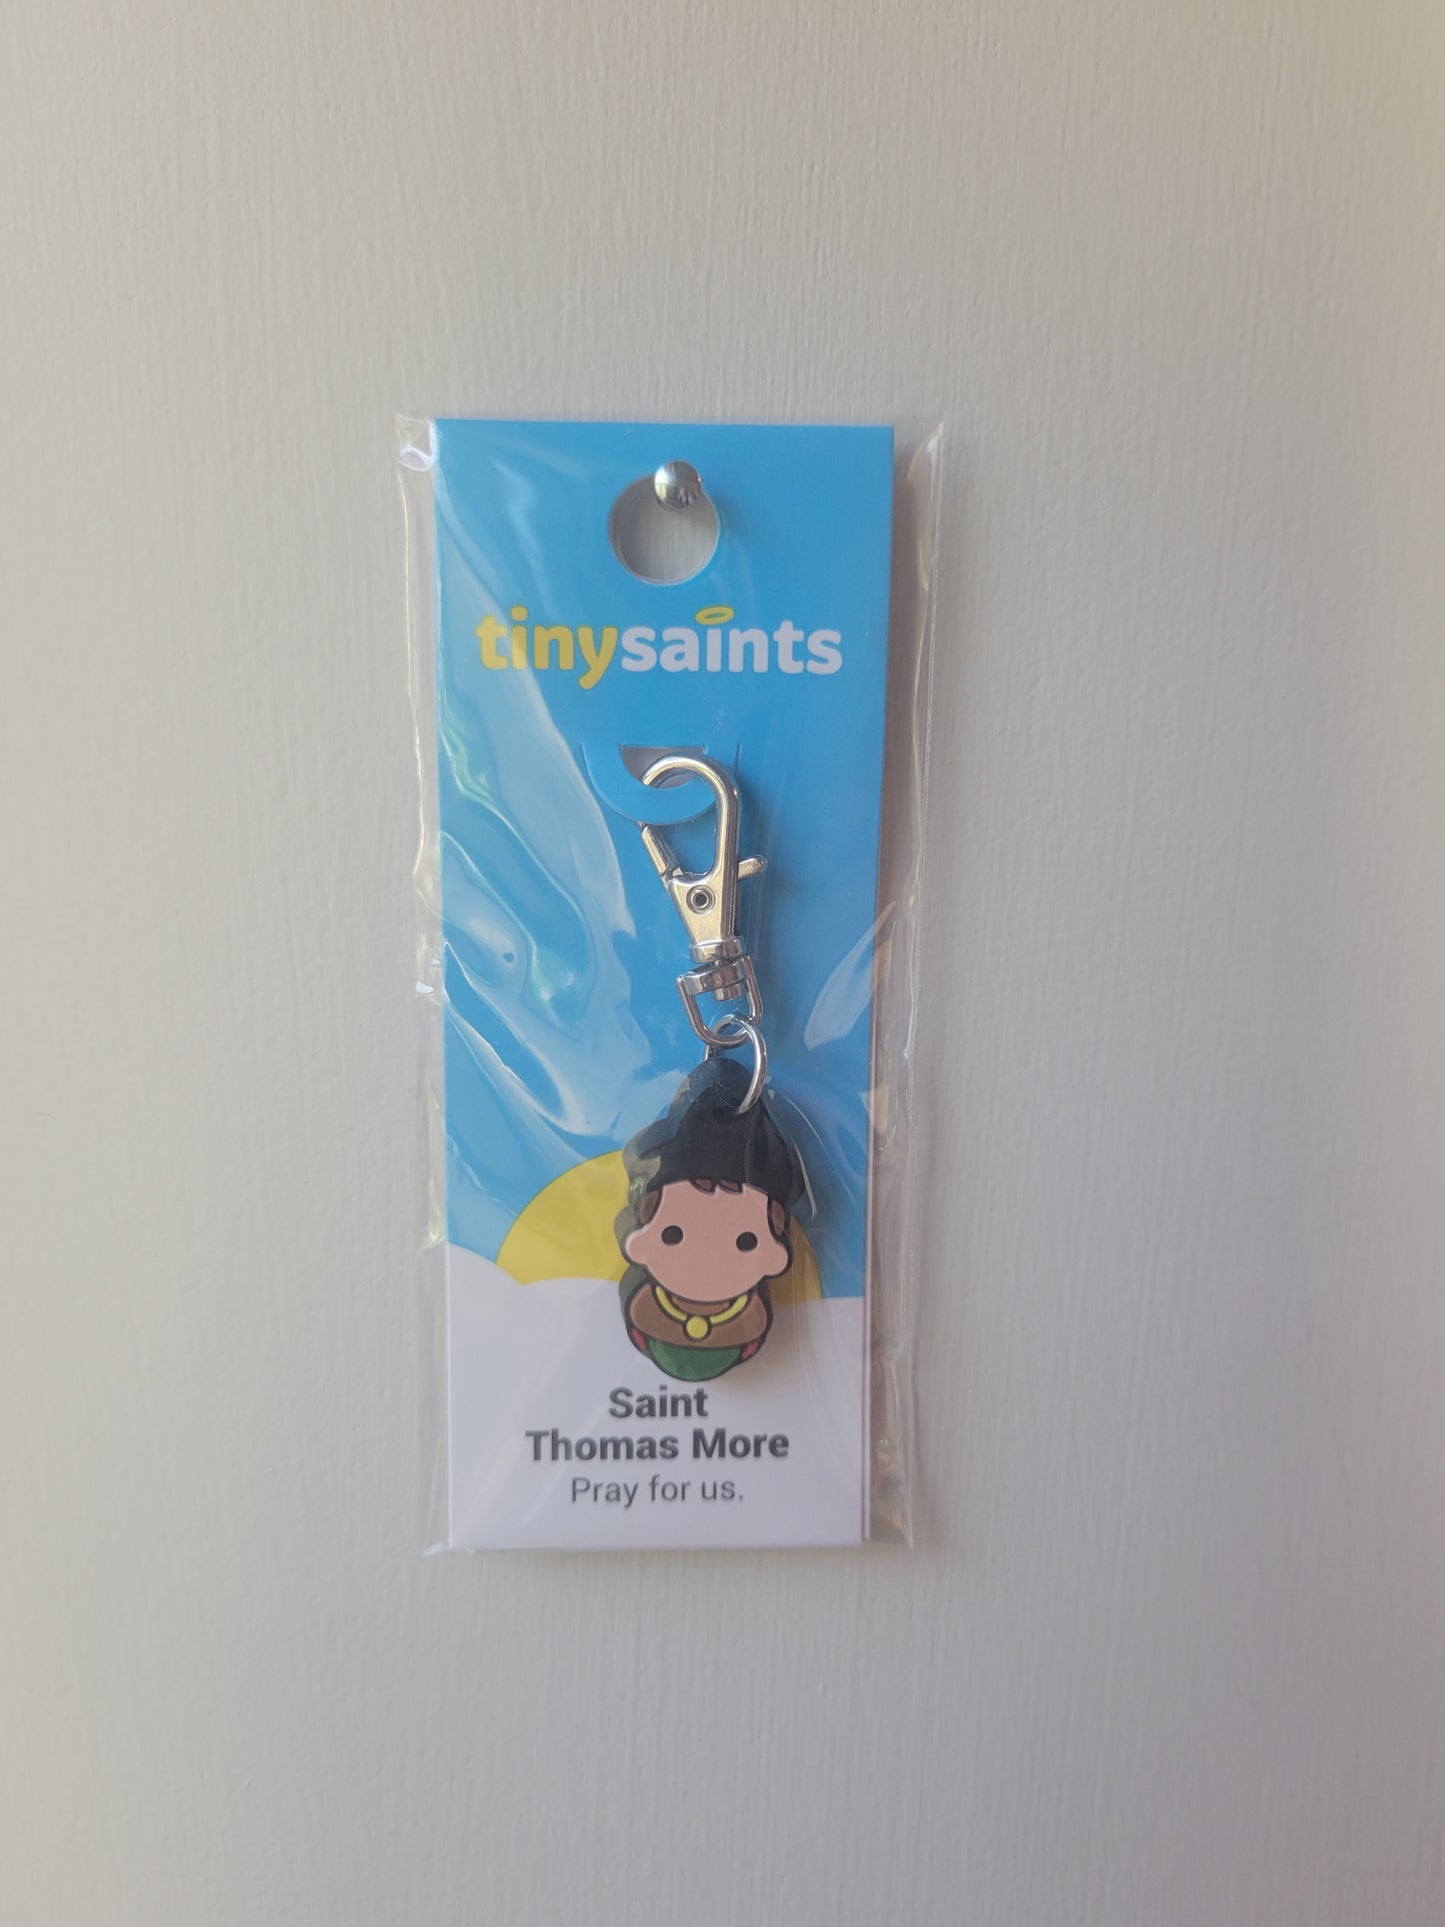 tinysaints
Saint
Thomas More
Pray for us.